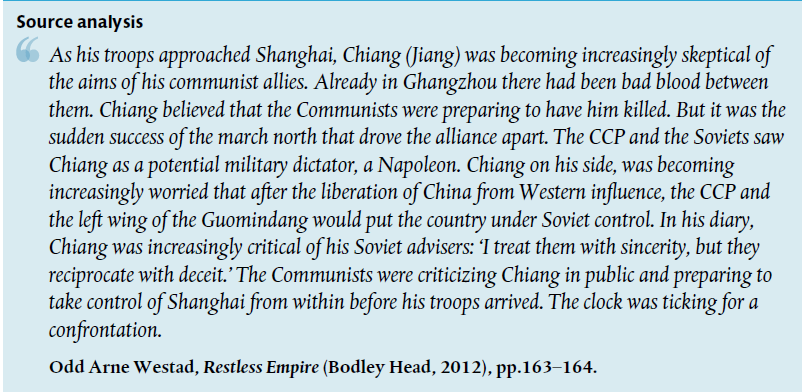 Source analysis
“ As his troops approached Shanghai, Chiang (Jiang) was becoming increasingly skeptical of
the aims of his communist allies. Already in Ghangzhou there had been bad blood between
them. Chiang believed that the Communists were preparing to have him killed. But it was the
sudden success of the march north that drove the alliance apart. The CCP and the Soviets saw
Chiang as a potential military dictator, a Napoleon. Chiang on his side, was becoming
increasingly worried that after the liberation of China from Western influence, the CCP and
the left wing of the Guomindang would put the country under Soviet control. In his diary,
Chiang was increasingly critical of his Soviet advisers: ‘I treat them with sincerity, but they
reciprocate with deceit.’ The Communists were criticizing Chiang in public and preparing to
take control of Shanghai from within before his troops arrived. The clock was ticking for a
confrontation.
Odd Arne Westad, Restless Empire (Bodley Head, 2012), pp.163–164.